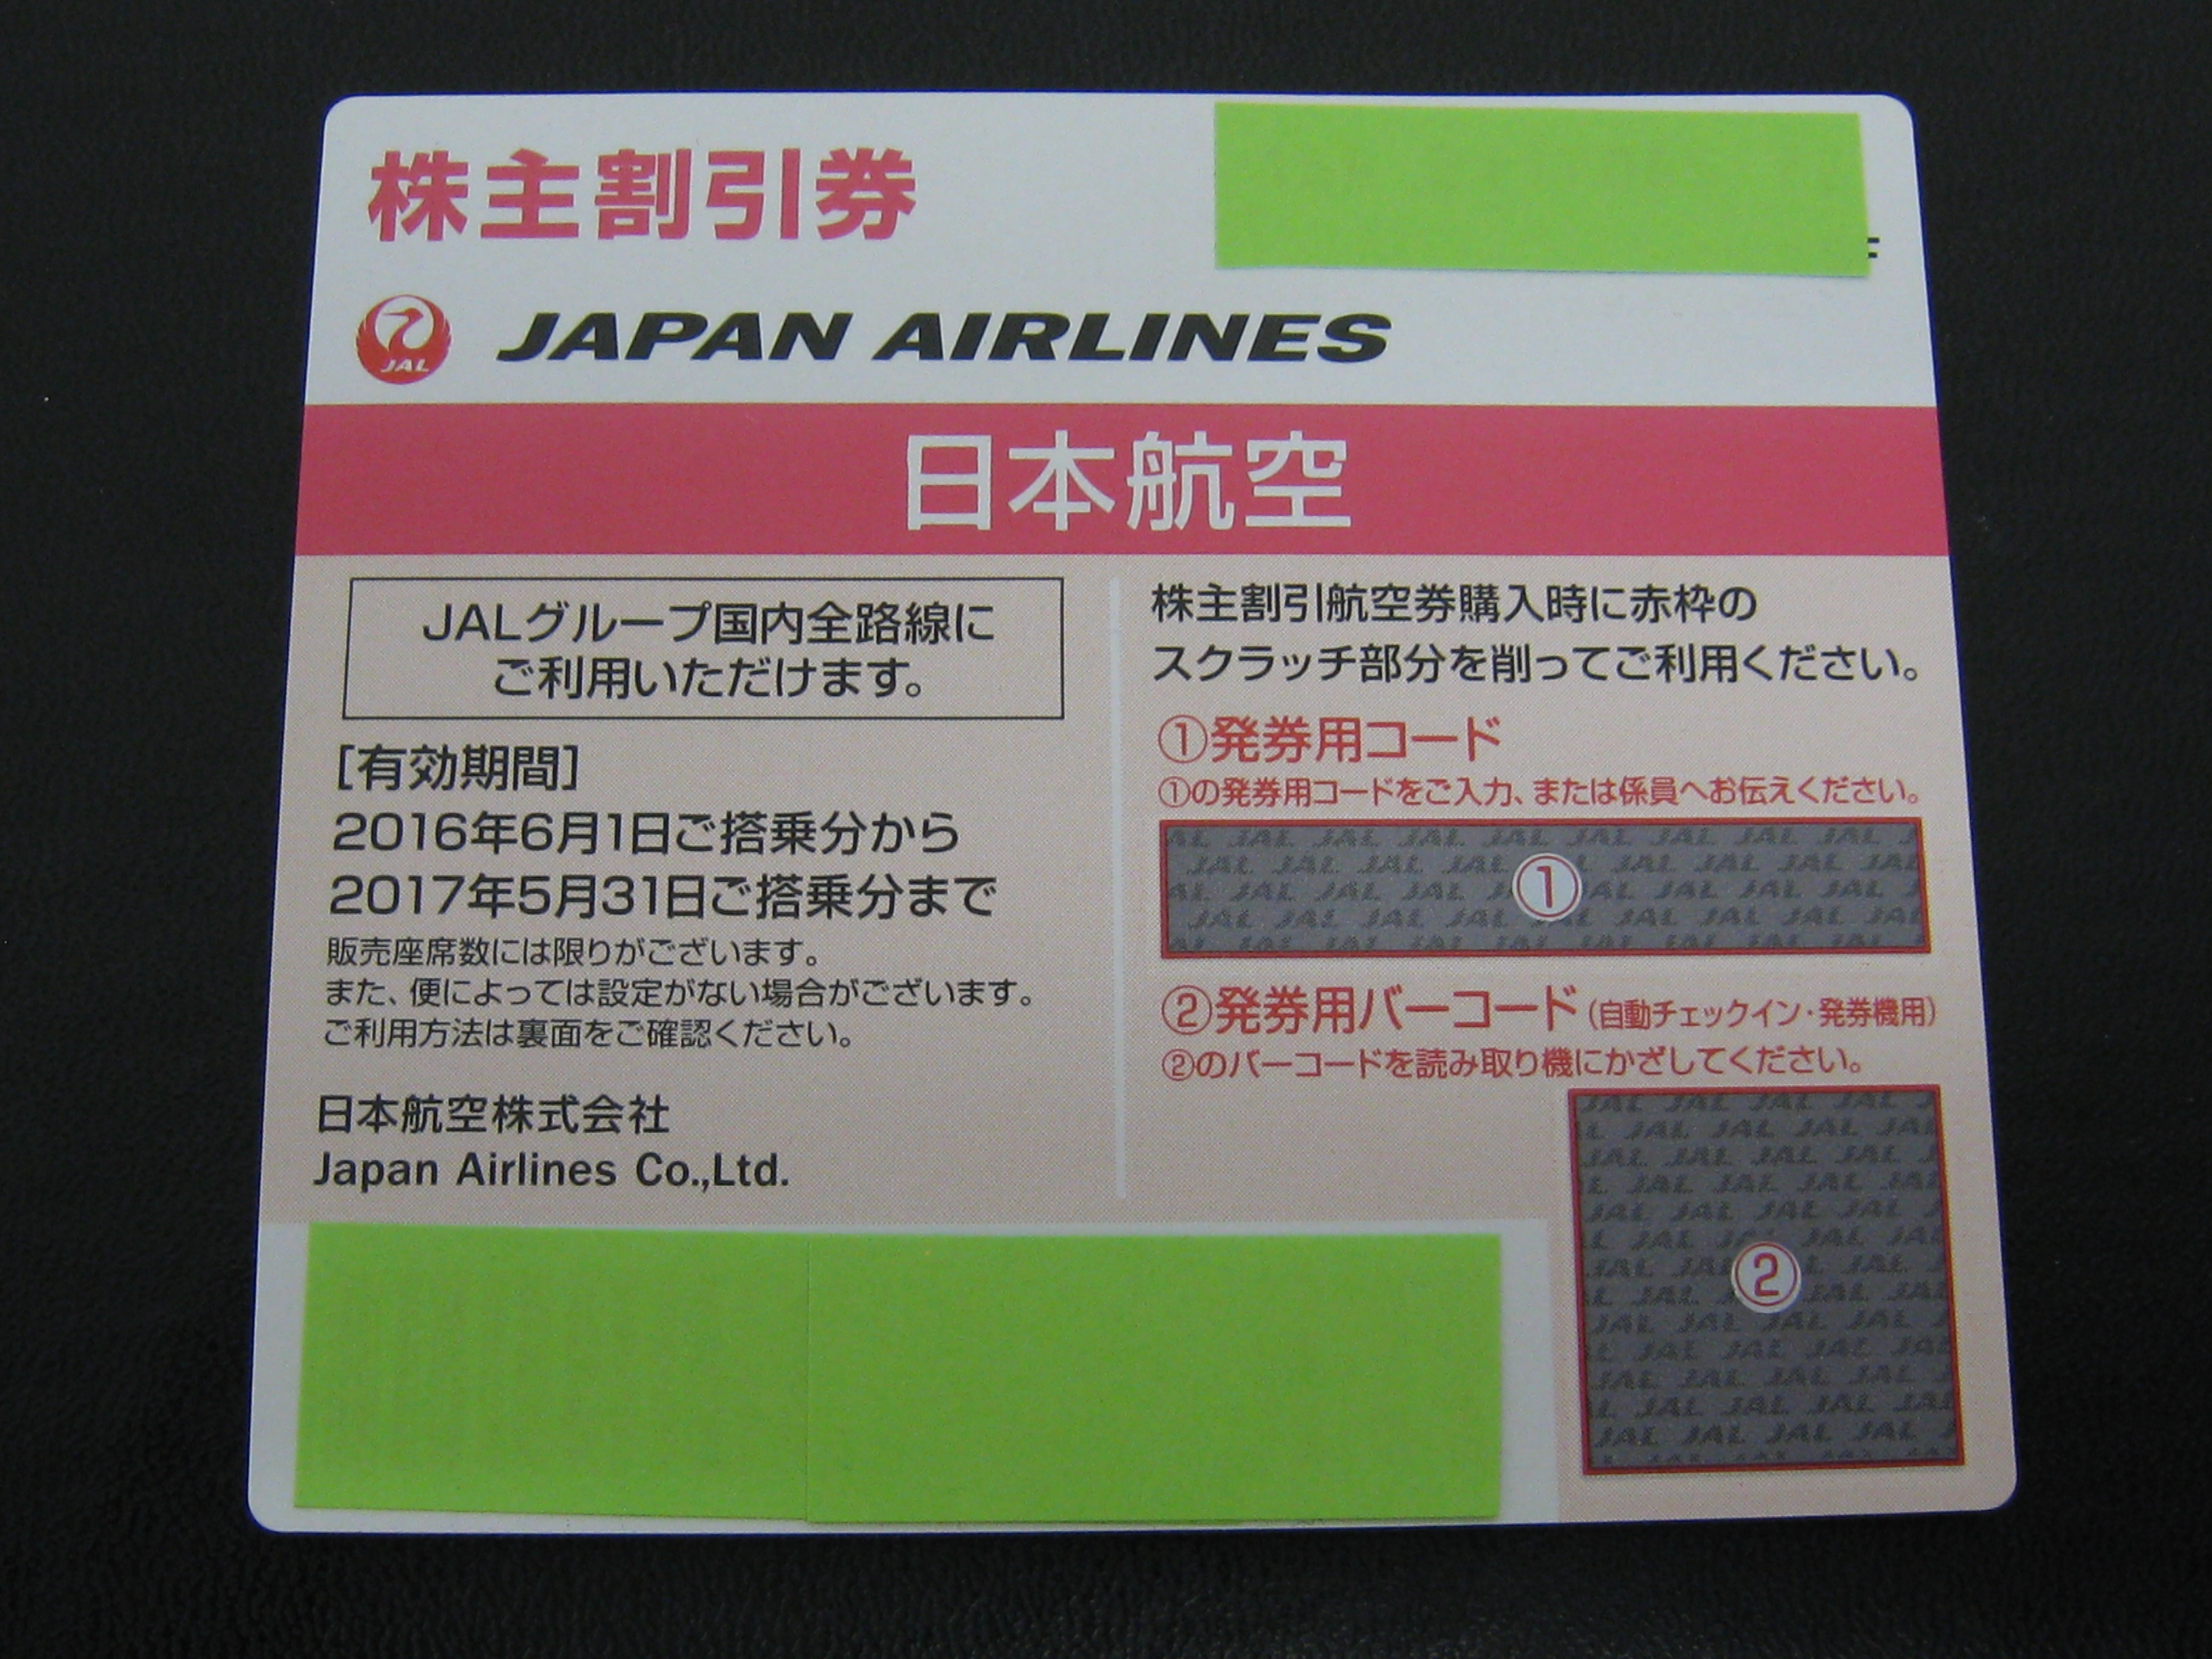 株主割引券
JAL
JAPAN AIRLINES
日本航空
JALグループ国内全路線に
ご利用いただけます。
[有効期間]
2016年6月1日ご搭乗分から
2017年5月31日ご搭乗分まで
販売座席数には限りがございます。
また、便によっては設定がない場合がございます。
ご利用方法は裏面をご確認ください。
日本航空株式会社
Japan Airlines Co.,Ltd.
株主割引航空券購入時に赤枠の
スクラッチ部分を削ってご利用ください。
①発券用コード
①の発券用コードをご入力、または係員へお伝えください。
①
②発券用バーコード(自動チェックイン・発券機用)
②のバーコードを読み取り機にかざしてください。
②